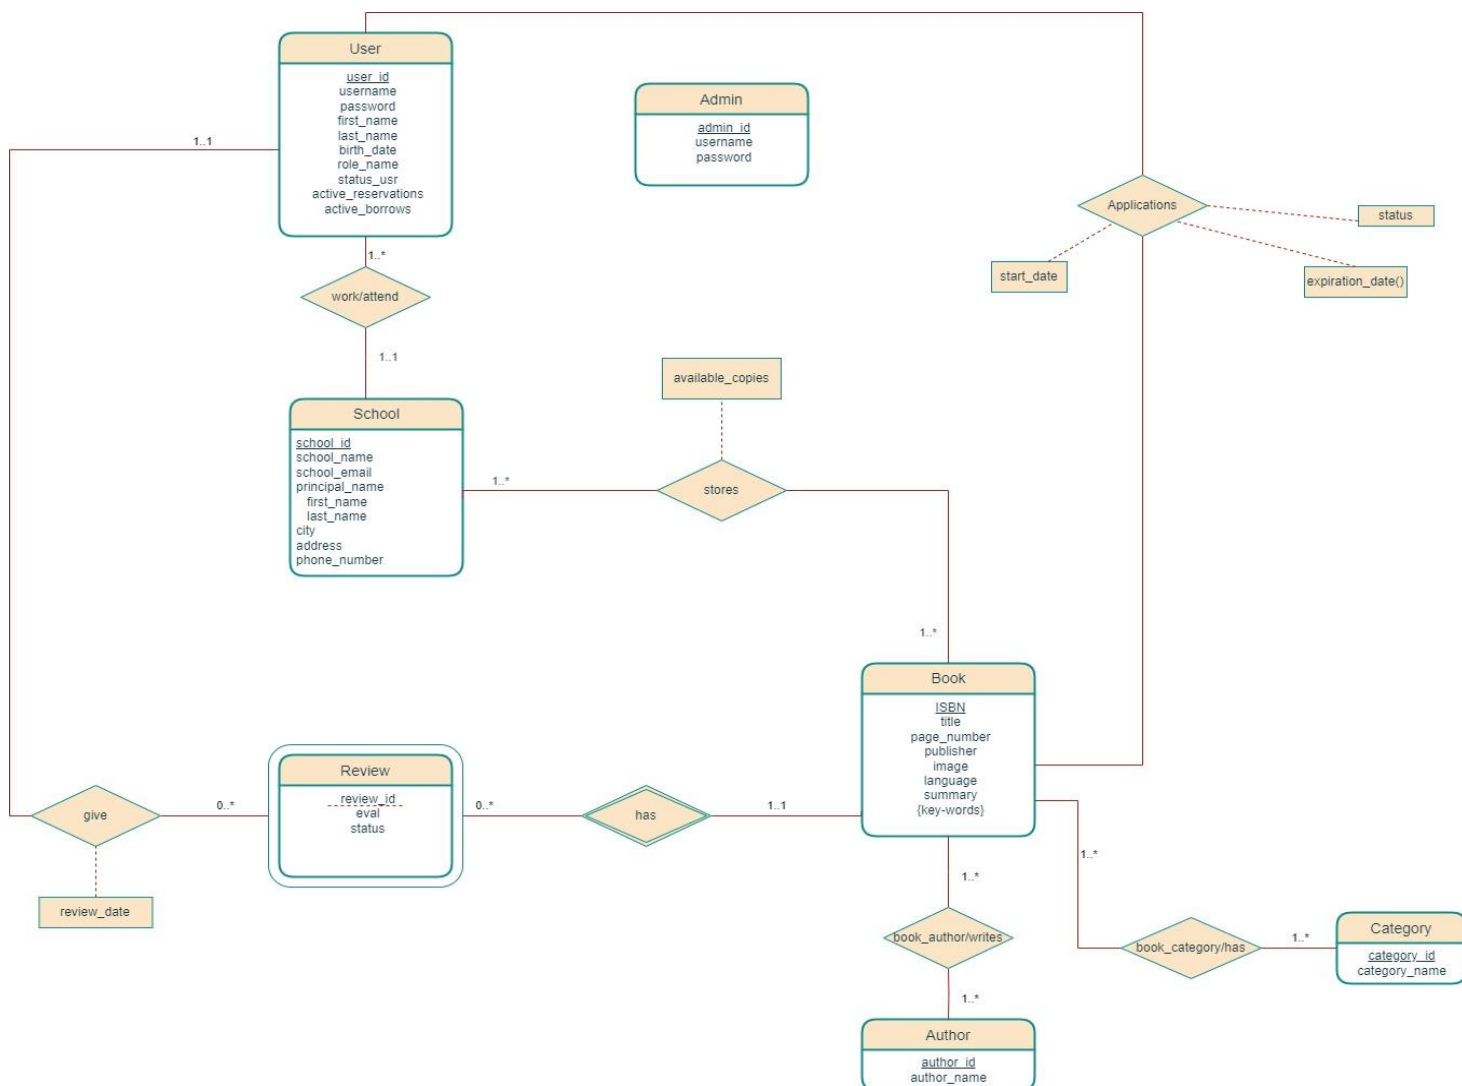 User
user_id
username
password
first_name
last_name
birth_date
role_name
status_usr
active_reservations
active_borrows
Admin
admin_id
username
password
1..1
Applications
status
start_date
expiration_date()
1..*
work/attend
1..1
available_copies
School
school_id
school_name
school_email
principal_name
first_name
last_name
city
address
phone_number
1..*
stores
1..*
Book
ISBN
title
page_number
publisher
image
language
summary
{key-words}
Review
review_id
eval
status
give
0..*
0..*
has
1..1
review_date
1..*
1..*
book_author/writes
book_category/has
1..*
Category
category_id
category_name
1..*
Author
author_id
author_name